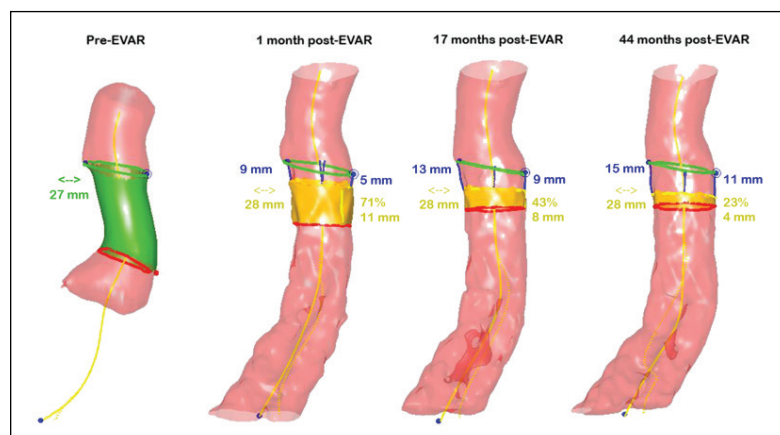 Pre-EVAR
1 month post-EVAR
17 months post-EVAR
44 months post-EVAR
<-->
27 mm
9 mm
5 mm
<-->
28 mm
71%
11 mm
13 mm
9 mm
<-->
28 mm
43%
8 mm
15 mm
11 mm
<-->
28 mm
23%
4 mm